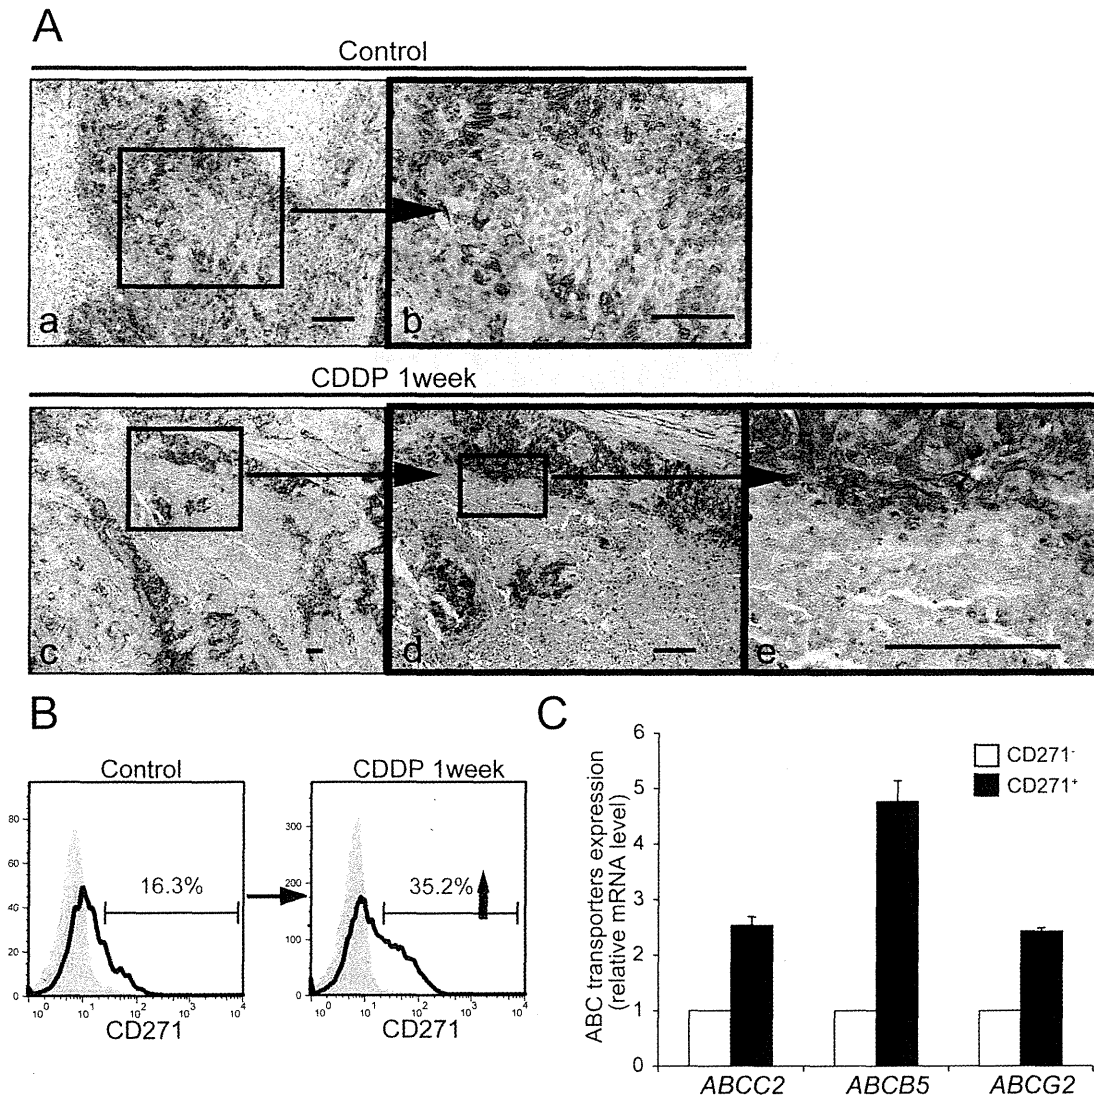 A
Control
a
b
CDDP 1week
c
d
e
B
Control
80
60
40
20
0
16.3%
10⁰ 10¹ 10² 10³ 10⁴
CD271
CDDP 1week
300
200
100
0
35.2%
10⁰ 10¹ 10² 10³ 10⁴
CD271
C
ABC transporters expression
(relative mRNA level)
6
5
4
3
2
1
0
CD271⁻
CD271⁺
ABCC2 ABCB5 ABCG2